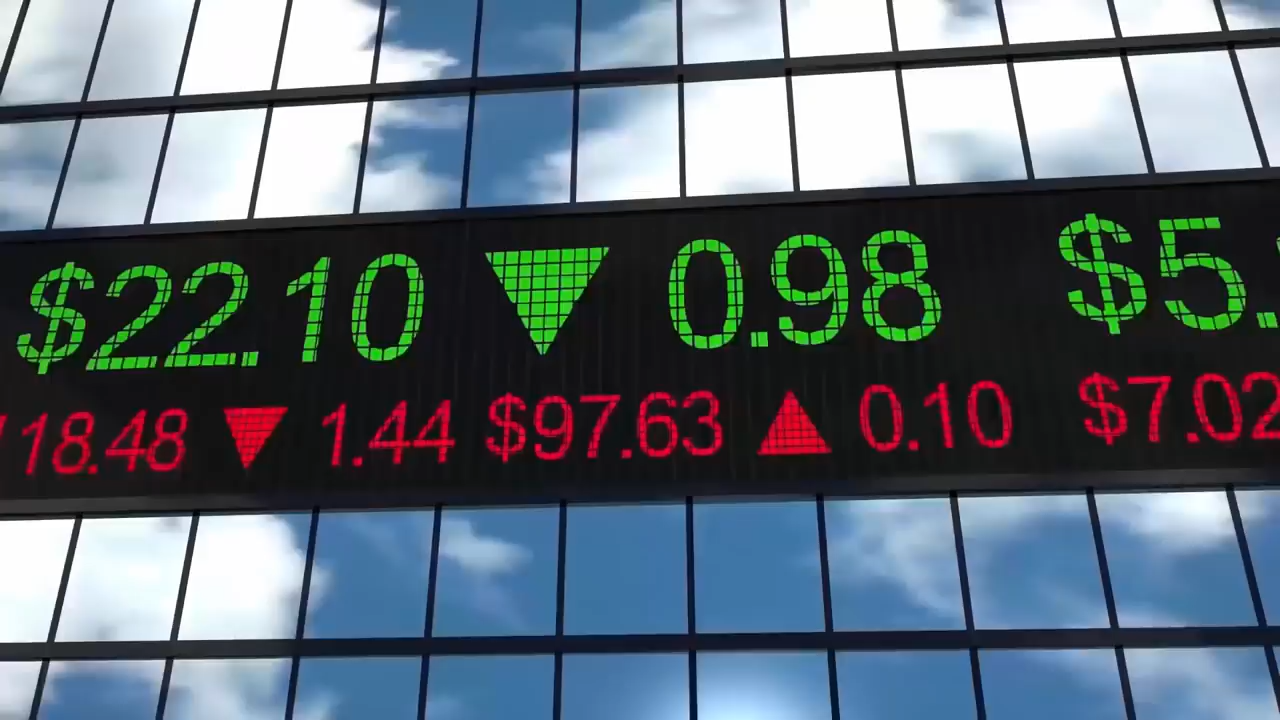 $22.10 ▼ 0.98 $5.
18.48 ▼ 1.44 $97.63 ▲ 0.10 $7.02